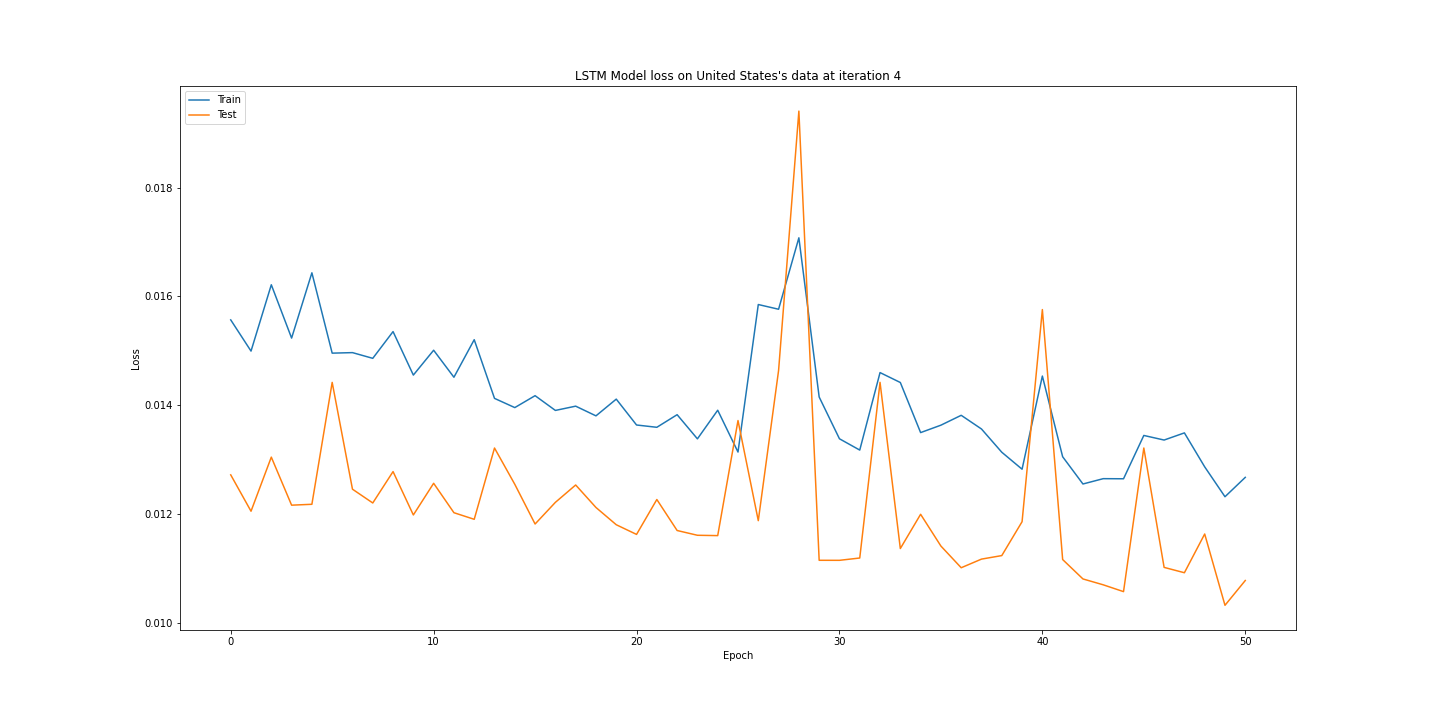 LSTM Model loss on United States's data at iteration 4
Train
Test
0.018
0.016
0.014
0.012
0.010
Loss
0 10 20 30 40 50
Epoch